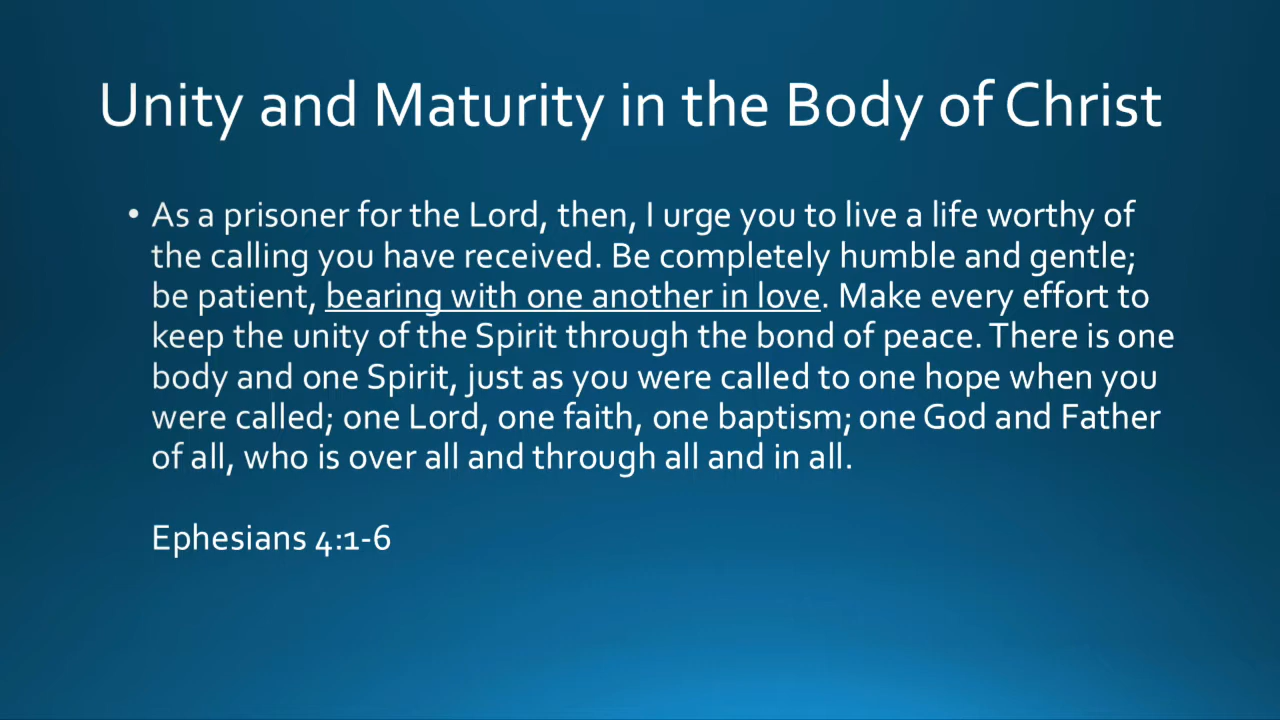 Unity and Maturity in the Body of Christ
• As a prisoner for the Lord, then, I urge you to live a life worthy of
the calling you have received. Be completely humble and gentle;
be patient, bearing with one another in love. Make every effort to
keep the unity of the Spirit through the bond of peace. There is one
body and one Spirit, just as you were called to one hope when you
were called; one Lord, one faith, one baptism; one God and Father
of all, who is over all and through all and in all.
Ephesians 4:1-6